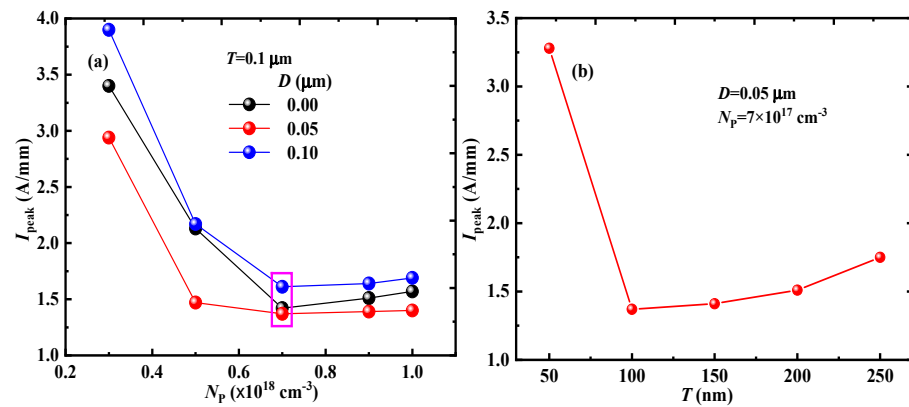 (a)
T=0.1 μm
D (μm)
0.00
0.05
0.10
4.0
3.5
3.0
2.5
2.0
1.5
1.0
I_peak (A/mm)
0.2 0.4 0.6 0.8 1.0
N_P (×10^18 cm^-3)
(b)
D=0.05 μm
N_P=7×10^17 cm^-3
3.5
3.0
2.5
2.0
1.5
1.0
I_peak (A/mm)
50 100 150 200 250
T (nm)